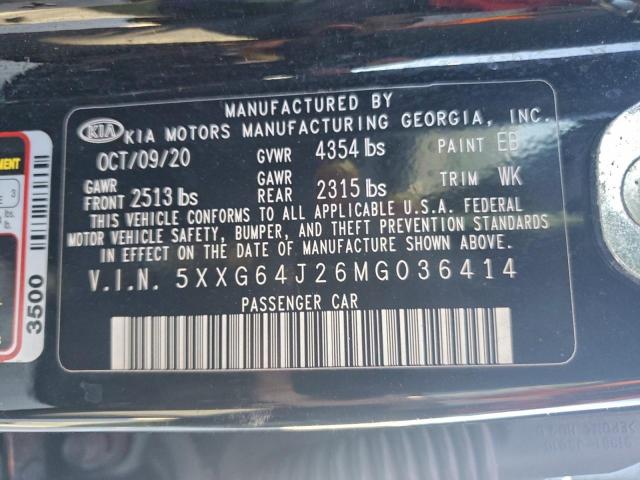 MANUFACTURED BY
KIA KIA MOTORS MANUFACTURING GEORGIA, INC.
OCT/09/20 GVWR 4354 lbs PAINT EB
GAWR FRONT 2513 lbs GAWR REAR 2315 lbs TRIM WK
THIS VEHICLE CONFORMS TO ALL APPLICABLE U.S.A. FEDERAL
MOTOR VEHICLE SAFETY, BUMPER, AND THEFT PREVENTION STANDARDS
IN EFFECT ON THE DATE OF MANUFACTURE SHOWN ABOVE.
V.I.N. 5XXG64J26MG036414
PASSENGER CAR
3500